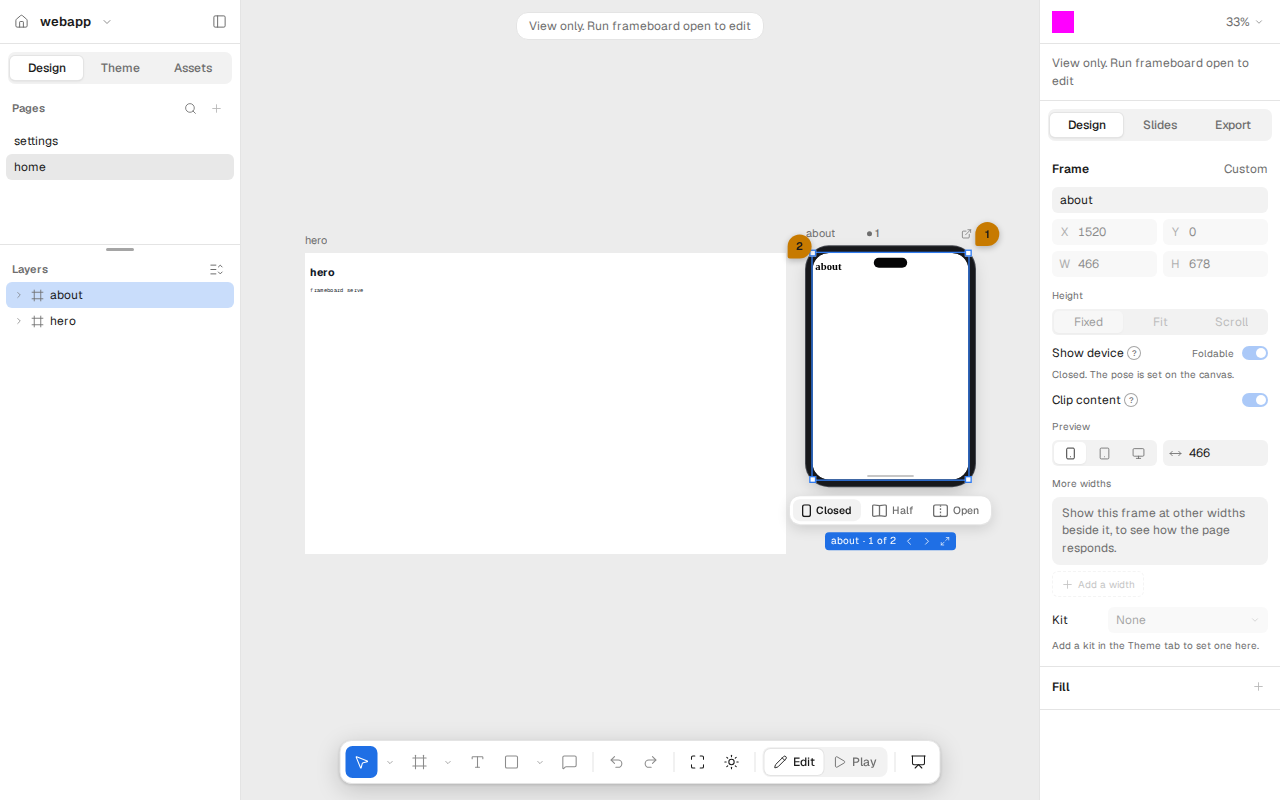 webapp
Design Theme Assets
Pages
settings
home
Layers
about
hero
View only. Run frameboard open to edit
hero
hero
frameboard serve
about 1
1
2
about
Closed Half Open
about · 1 of 2
Edit Play
33%
View only. Run frameboard open to
edit
Design Slides Export
Frame Custom
about
X 1520 Y 0
W 466 H 678
Height
Fixed Fit Scroll
Show device ? Foldable
Closed. The pose is set on the canvas.
Clip content ?
Preview
466
More widths
Show this frame at other widths
beside it, to see how the page
responds.
Add a width
Kit None
Add a kit in the Theme tab to set one here.
Fill